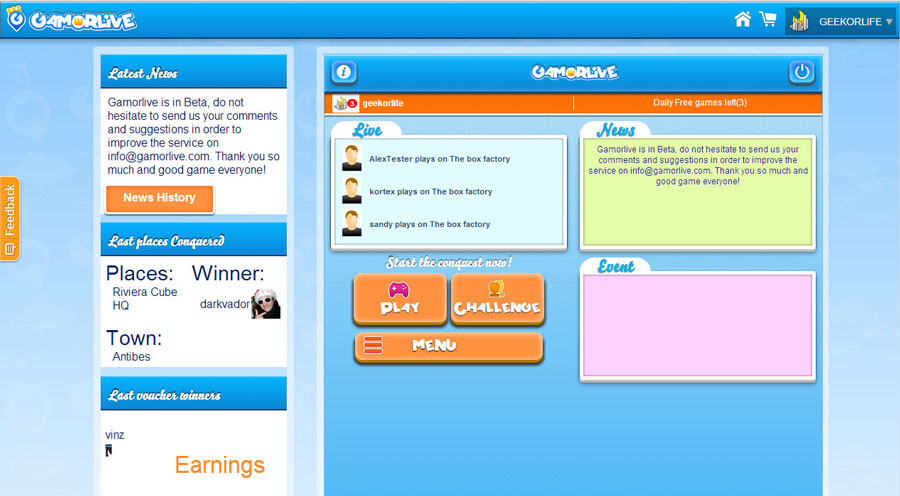 GAMORLIVE
GEEKORLIFE
Feedback
Latest News
Gamorlive is in Beta, do not
hesitate to send us your comments
and suggestions in order to
improve the service on
info@gamorlive.com. Thank you so
much and good game everyone!
News History
Last places Conquered
Places: Winner:
Riviera Cube
HQ
darkvador
Town:
Antibes
Last voucher winners
vinz
Earnings
i
GAMORLIVE
3 geekorlife
Daily Free games left(3)
Live
AlexTester plays on The box factory
kortex plays on The box factory
sandy plays on The box factory
News
Gamorlive is in Beta, do not hesitate to send us your
comments and suggestions in order to improve the
service on info@gamorlive.com. Thank you so much and
good game everyone!
Start the conquest now!
PLAY
CHALLENGE
MENU
Event